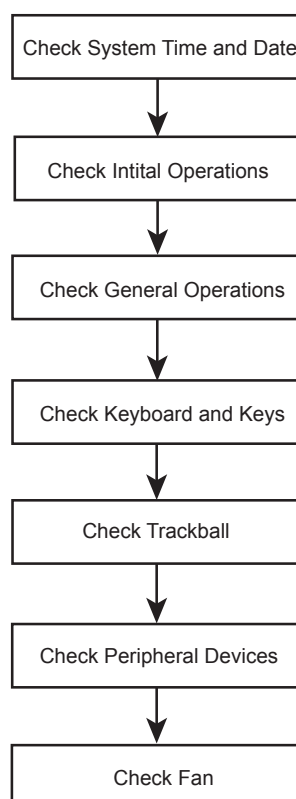 Check System Time and Date
Check Intital Operations
Check General Operations
Check Keyboard and Keys
Check Trackball
Check Peripheral Devices
Check Fan